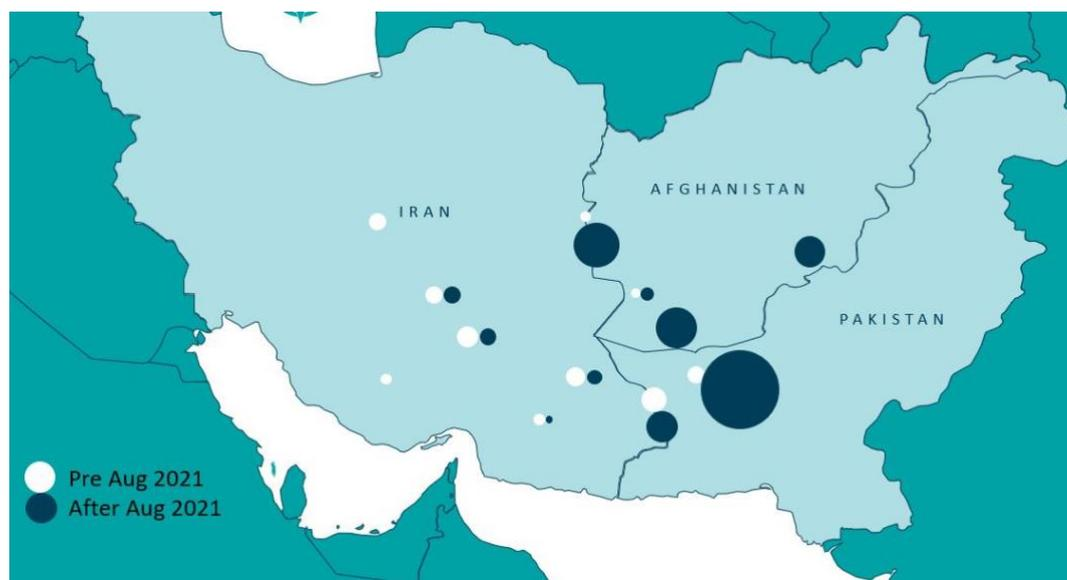 AFGHANISTAN
IRAN
PAKISTAN
Pre Aug 2021
After Aug 2021